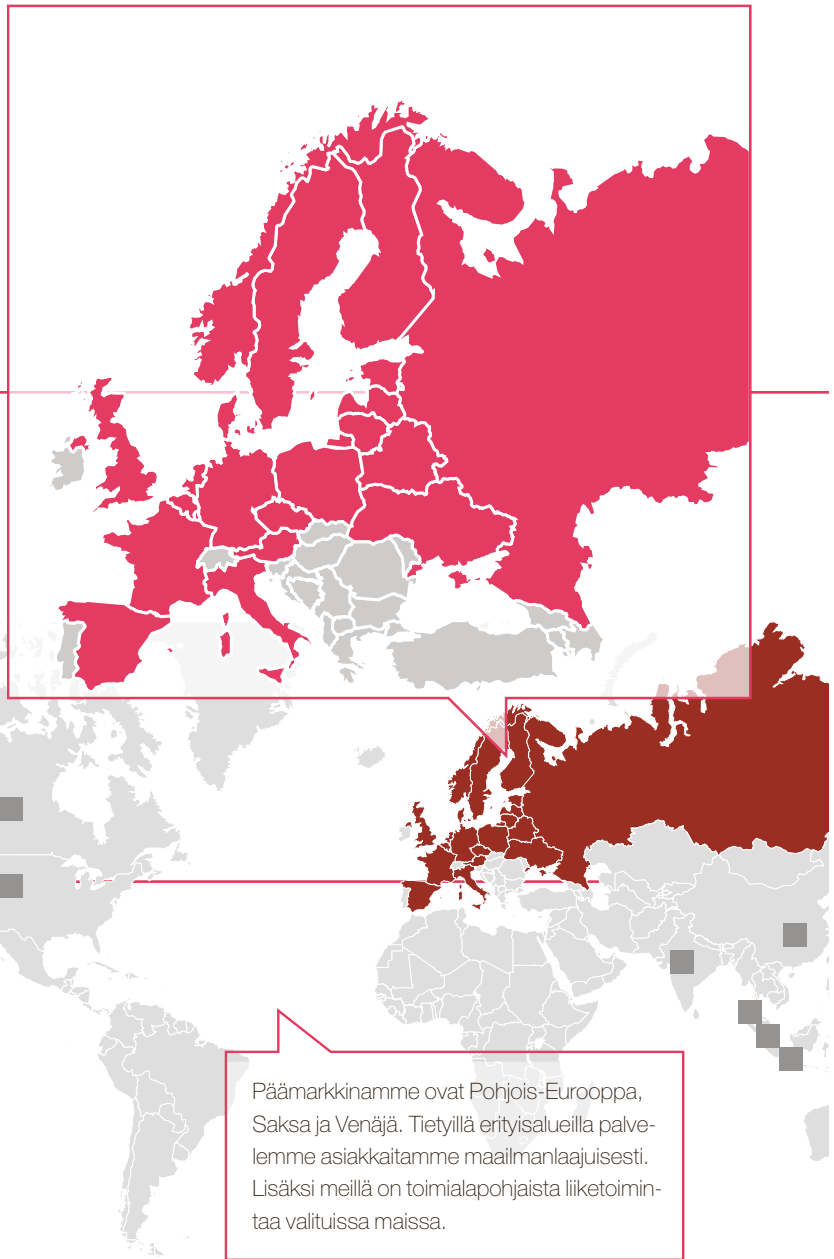 Päämarkkinamme ovat Pohjois-Eurooppa,
Saksa ja Venäjä. Tietyillä erityisalueilla palve-
lemme asiakkaitamme maailmanlaajuisesti.
Lisäksi meillä on toimialapohjaista liiketoimin-
taa valituissa maissa.